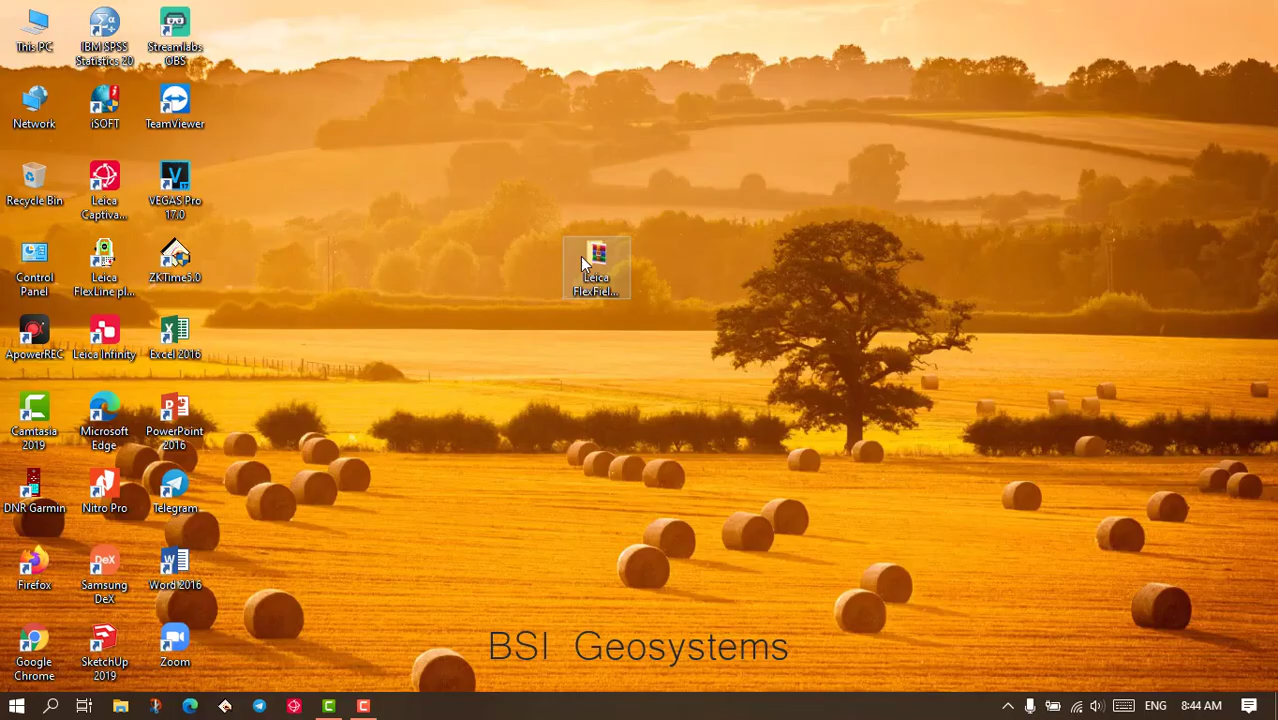 This PC
IBM SPSS
Statistics 20
Streamlabs
OBS
Network
iSOFT
TeamViewer
Recycle Bin
Leica
Captiva...
VEGAS Pro
17.0
Control
Panel
Leica
FlexLine pl...
ZKTime5.0
Leica
FlexFiel...
ApowerREC
Leica Infinity
Excel 2016
Camtasia
2019
Microsoft
Edge
PowerPoint
2016
DNR Garmin
Nitro Pro
Telegram
Firefox
DeX
Samsung
DeX
Word 2016
Google
Chrome
SketchUp
2019
Zoom
BSI Geosystems
ENG
8:44 AM